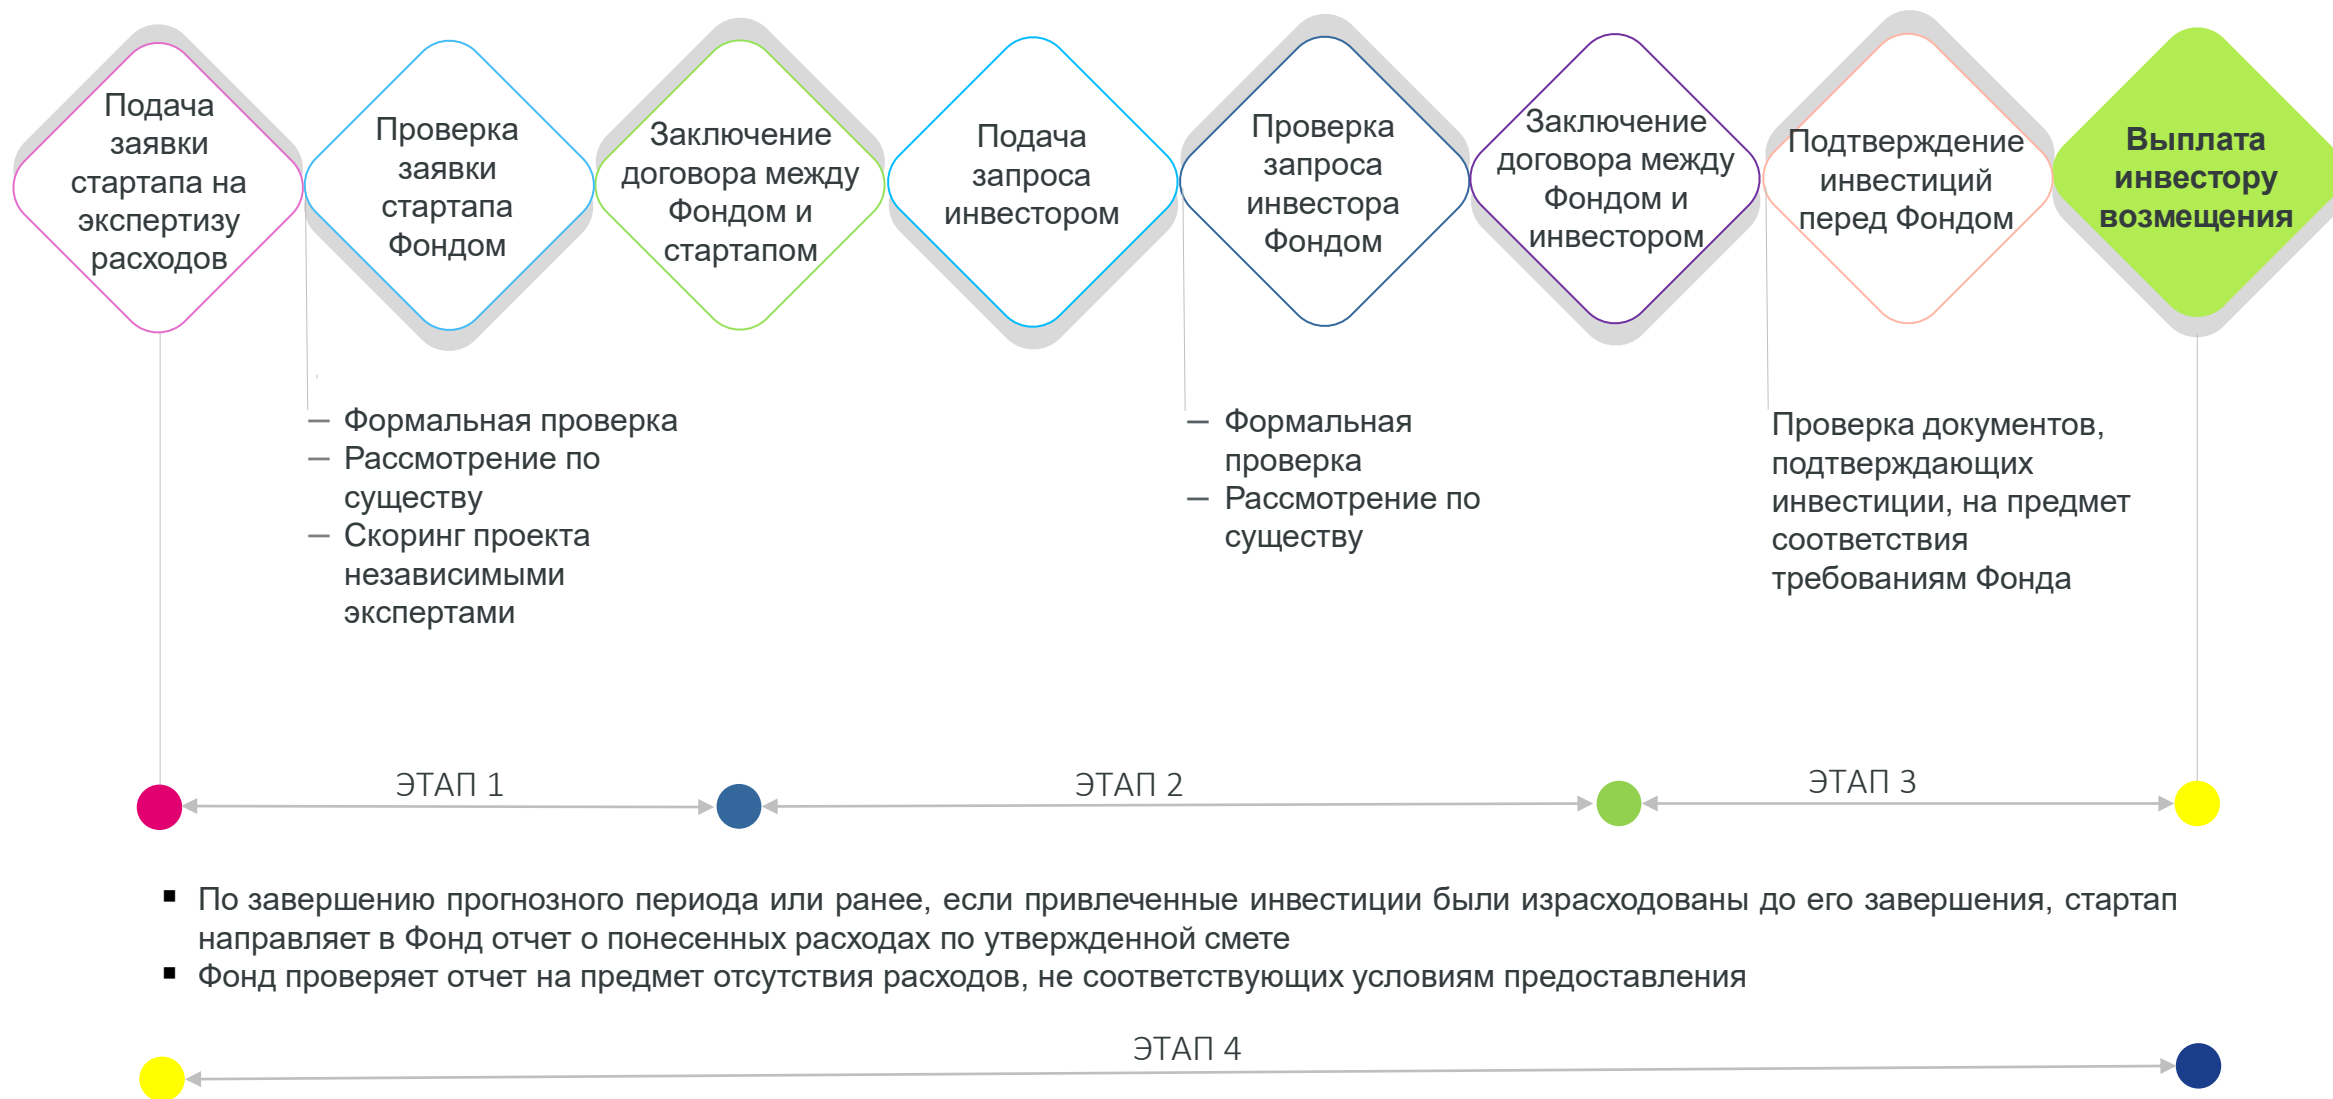 Подача
заявки
стартапа на
экспертизу
расходов
Проверка
заявки
стартапа
Фондом
Заключение
договора между
Фондом и
стартапом
Подача
запроса
инвестором
Проверка
запроса
инвестора
Фондом
Заключение
договора между
Фондом и
инвестором
Подтверждение
инвестиций
перед Фондом
Выплата
инвестору
возмещения
– Формальная проверка
– Рассмотрение по
существу
– Скоринг проекта
независимыми
экспертами
– Формальная
проверка
– Рассмотрение по
существу
Проверка документов,
подтверждающих
инвестиции, на предмет
соответствия
требованиям Фонда
ЭТАП 1
ЭТАП 2
ЭТАП 3
▪ По завершению прогнозного периода или ранее, если привлеченные инвестиции были израсходованы до его завершения, стартап
направляет в Фонд отчет о понесенных расходах по утвержденной смете
▪ Фонд проверяет отчет на предмет отсутствия расходов, не соответствующих условиям предоставления
ЭТАП 4